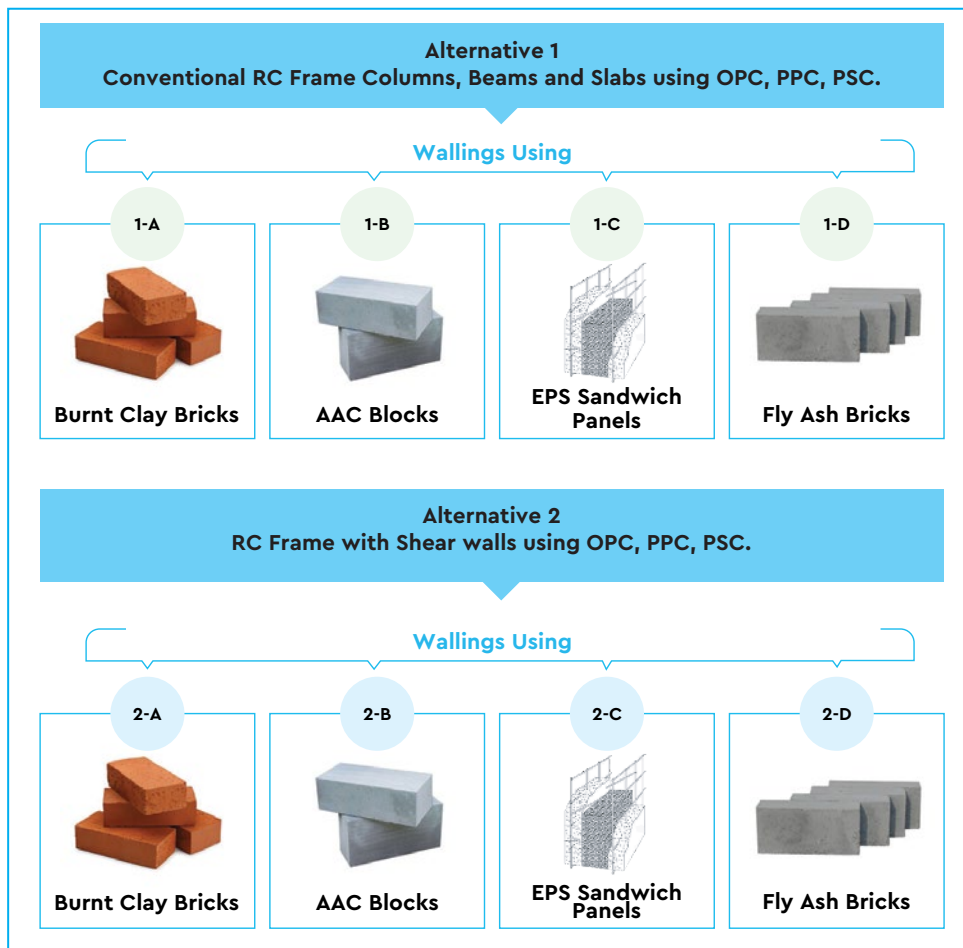 Alternative 1
Conventional RC Frame Columns, Beams and Slabs using OPC, PPC, PSC.
Wallings Using
1-A
1-B
1-C
1-D
Burnt Clay Bricks
AAC Blocks
EPS Sandwich
Panels
Fly Ash Bricks
Alternative 2
RC Frame with Shear walls using OPC, PPC, PSC.
Wallings Using
2-A
2-B
2-C
2-D
Burnt Clay Bricks
AAC Blocks
EPS Sandwich
Panels
Fly Ash Bricks